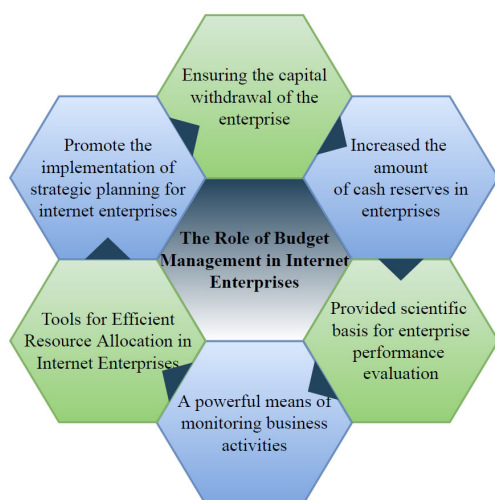 Ensuring the capital
withdrawal of the
enterprise
Promote the
implementation of
strategic planning for
internet enterprises
Increased the
amount
of cash reserves in
enterprises
The Role of Budget
Management in Internet
Enterprises
Tools for Efficient
Resource Allocation in
Internet Enterprises
Provided scientific
basis for enterprise
performance
evaluation
A powerful means of
monitoring business
activities